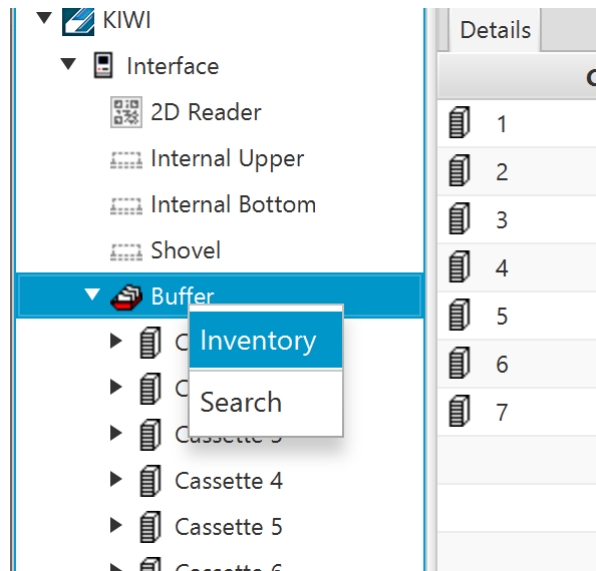 KIWI
Interface
2D Reader
Internal Upper
Internal Bottom
Shovel
Buffer
Inventory
Search
Cassette 4
Cassette 5
Details
1
2
3
4
5
6
7